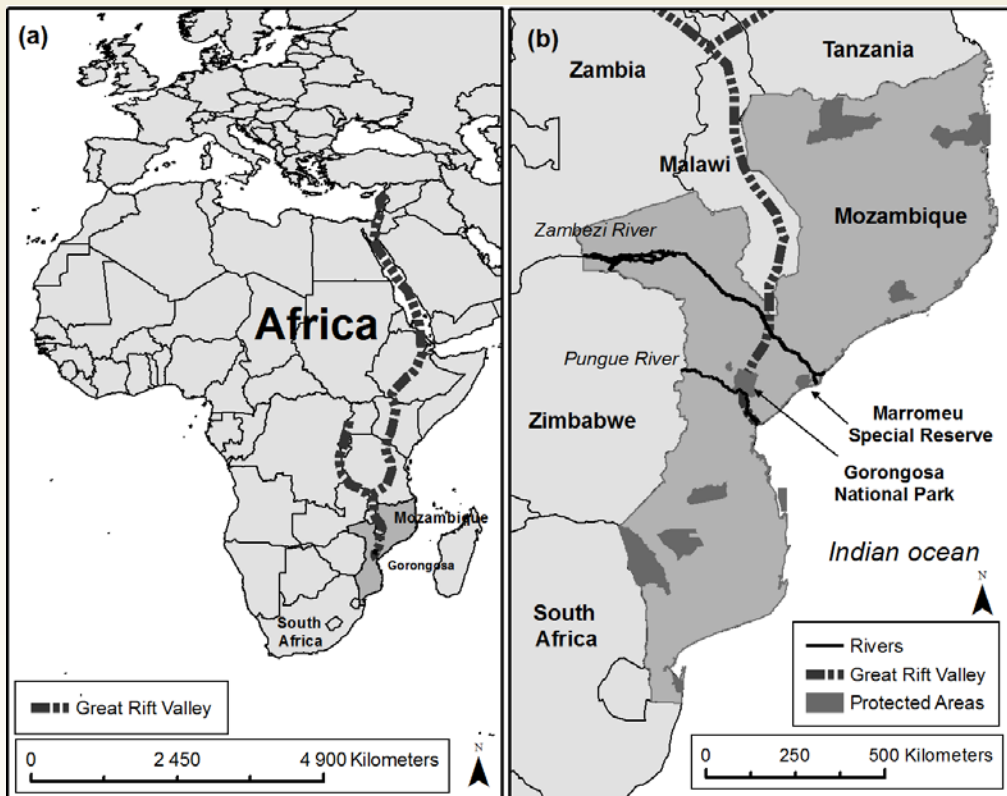 (a)
Africa
Mozambique
Gorongosa
South
Africa
Great Rift Valley
0 2 450 4 900 Kilometers
N
(b)
Tanzania
Zambia
Malawi
Mozambique
Zambezi River
Pungue River
Zimbabwe
Marromeu
Special Reserve
Gorongosa
National Park
Indian ocean
N
South
Africa
Rivers
Great Rift Valley
Protected Areas
0 250 500 Kilometers